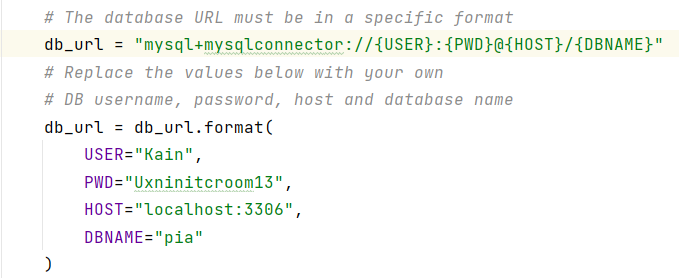 # The database URL must be in a specific format
db_url = "mysql+mysqlconnector://{USER}:{PWD}@{HOST}/{DBNAME}"
# Replace the values below with your own
# DB username, password, host and database name
db_url = db_url.format(
    USER="Kain",
    PWD="Uxninitcroom13",
    HOST="localhost:3306",
    DBNAME="pia"
)